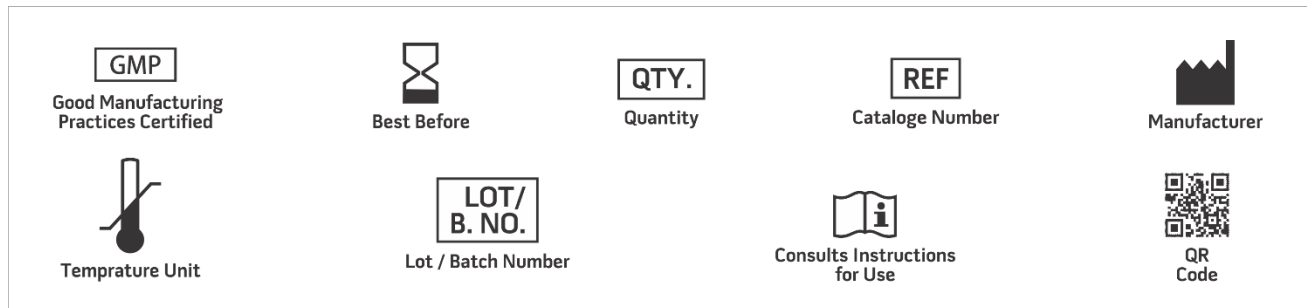 GMP
Good Manufacturing
Practices Certified
Best Before
QTY.
Quantity
REF
Cataloge Number
Manufacturer
Temprature Unit
LOT/
B. NO.
Lot / Batch Number
i
Consults Instructions
for Use
QR
Code